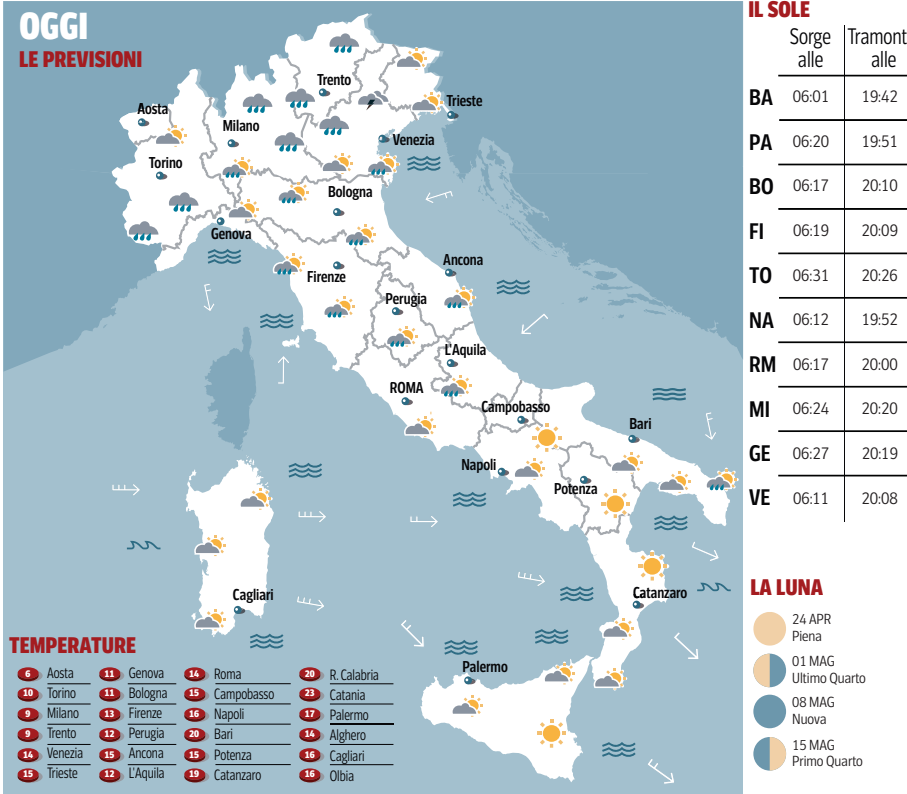 OGGI
LE PREVISIONI
Trento
Aosta
Trieste
Milano
Venezia
Torino
Bologna
Genova
Ancona
Firenze
Perugia
L'Aquila
ROMA
Campobasso
Bari
Napoli
Potenza
Cagliari
Catanzaro
Palermo
TEMPERATURE
6 Aosta
10 Torino
9 Milano
9 Trento
14 Venezia
15 Trieste
11 Genova
11 Bologna
13 Firenze
12 Perugia
15 Ancona
12 L'Aquila
14 Roma
15 Campobasso
16 Napoli
20 Bari
15 Potenza
19 Catanzaro
20 R. Calabria
23 Catania
17 Palermo
14 Alghero
16 Cagliari
16 Olbia
IL SOLE
Sorge alle Tramont alle
BA 06:01 19:42
PA 06:20 19:51
BO 06:17 20:10
FI 06:19 20:09
TO 06:31 20:26
NA 06:12 19:52
RM 06:17 20:00
MI 06:24 20:20
GE 06:27 20:19
VE 06:11 20:08
LA LUNA
24 APR
Piena
01 MAG
Ultimo Quarto
08 MAG
Nuova
15 MAG
Primo Quarto